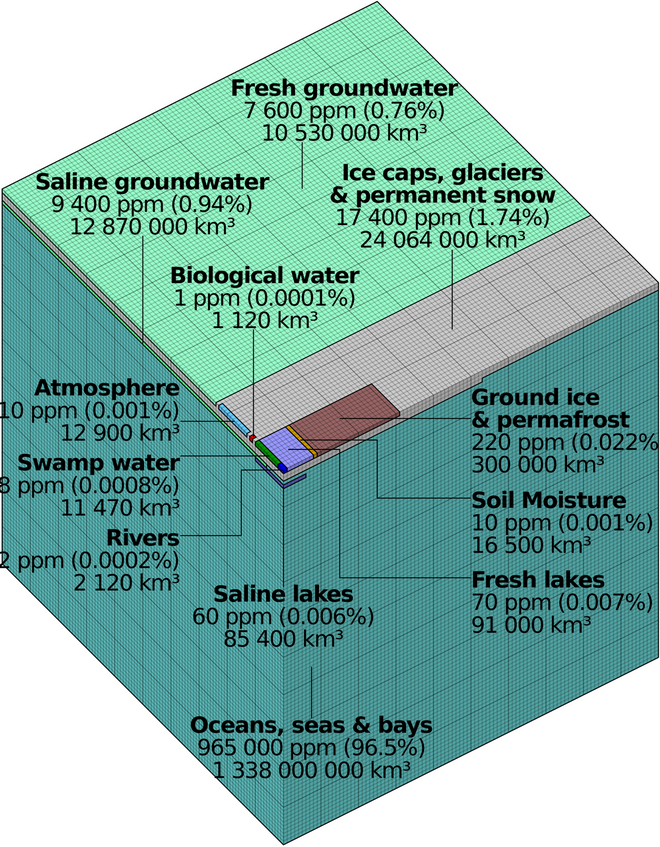 Fresh groundwater
7 600 ppm (0.76%)
10 530 000 km³
Ice caps, glaciers
& permanent snow
17 400 ppm (1.74%)
24 064 000 km³
Saline groundwater
9 400 ppm (0.94%)
12 870 000 km³
Biological water
1 ppm (0.0001%)
1 120 km³
Atmosphere
10 ppm (0.001%)
12 900 km³
Swamp water
8 ppm (0.0008%)
11 470 km³
Rivers
2 ppm (0.0002%)
2 120 km³
Ground ice
& permafrost
220 ppm (0.022%
300 000 km³
Soil Moisture
10 ppm (0.001%)
16 500 km³
Fresh lakes
70 ppm (0.007%)
91 000 km³
Saline lakes
60 ppm (0.006%)
85 400 km³
Oceans, seas & bays
965 000 ppm (96.5%)
1 338 000 000 km³